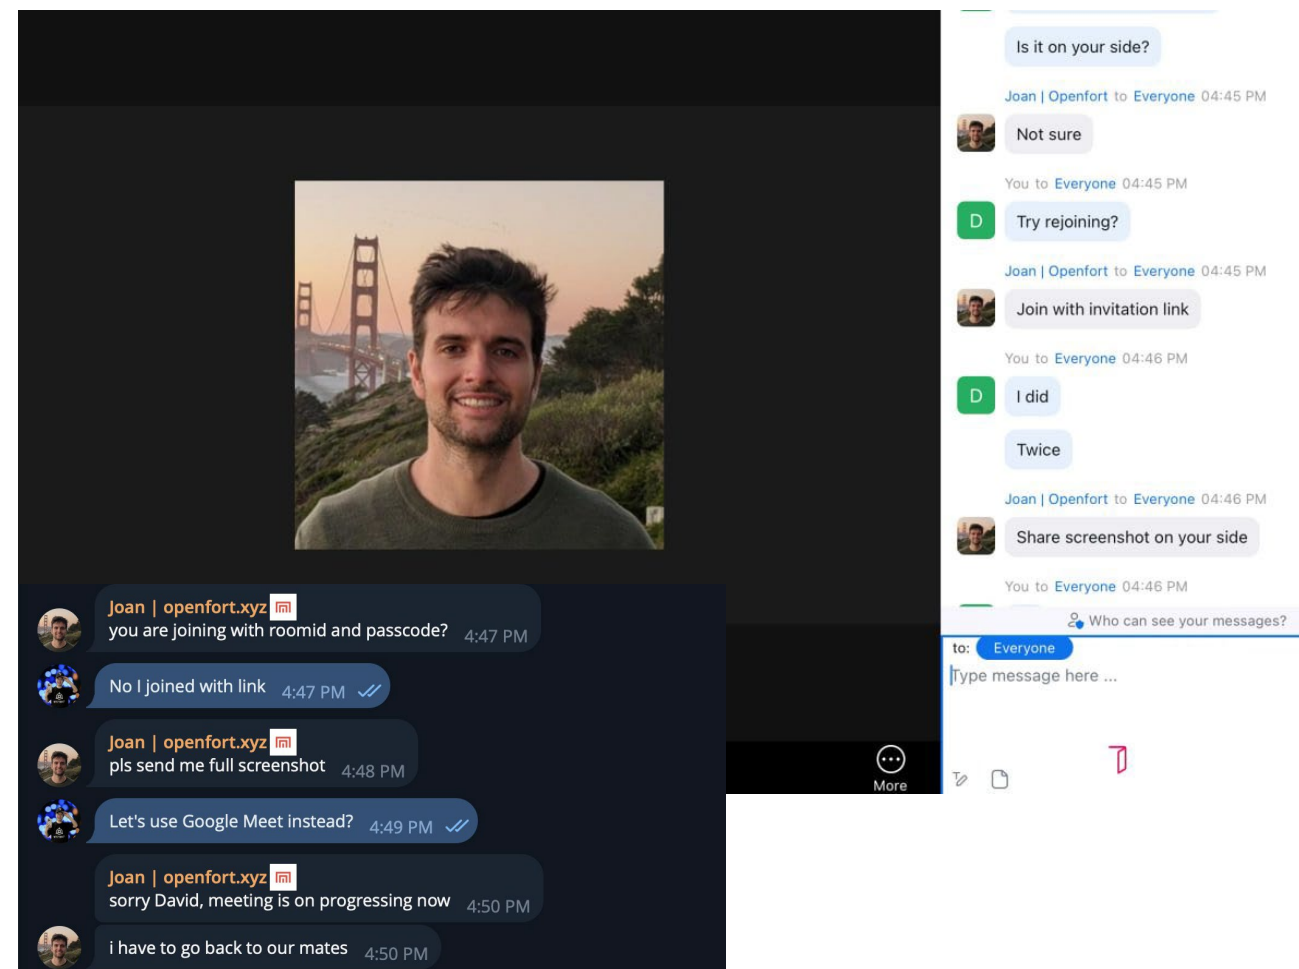 Is it on your side?
Joan | Openfort to Everyone 04:45 PM
Not sure
You to Everyone 04:45 PM
D
Try rejoining?
Joan | Openfort to Everyone 04:45 PM
Join with invitation link
You to Everyone 04:46 PM
D
I did
Twice
Joan | Openfort to Everyone 04:46 PM
Share screenshot on your side
You to Everyone 04:46 PM
Who can see your messages?
to: Everyone
Type message here ...
More
Joan | openfort.xyz
you are joining with roomid and passcode? 4:47 PM
No I joined with link 4:47 PM
Joan | openfort.xyz
pls send me full screenshot 4:48 PM
Let's use Google Meet instead? 4:49 PM
Joan | openfort.xyz
sorry David, meeting is on progressing now 4:50 PM
i have to go back to our mates 4:50 PM